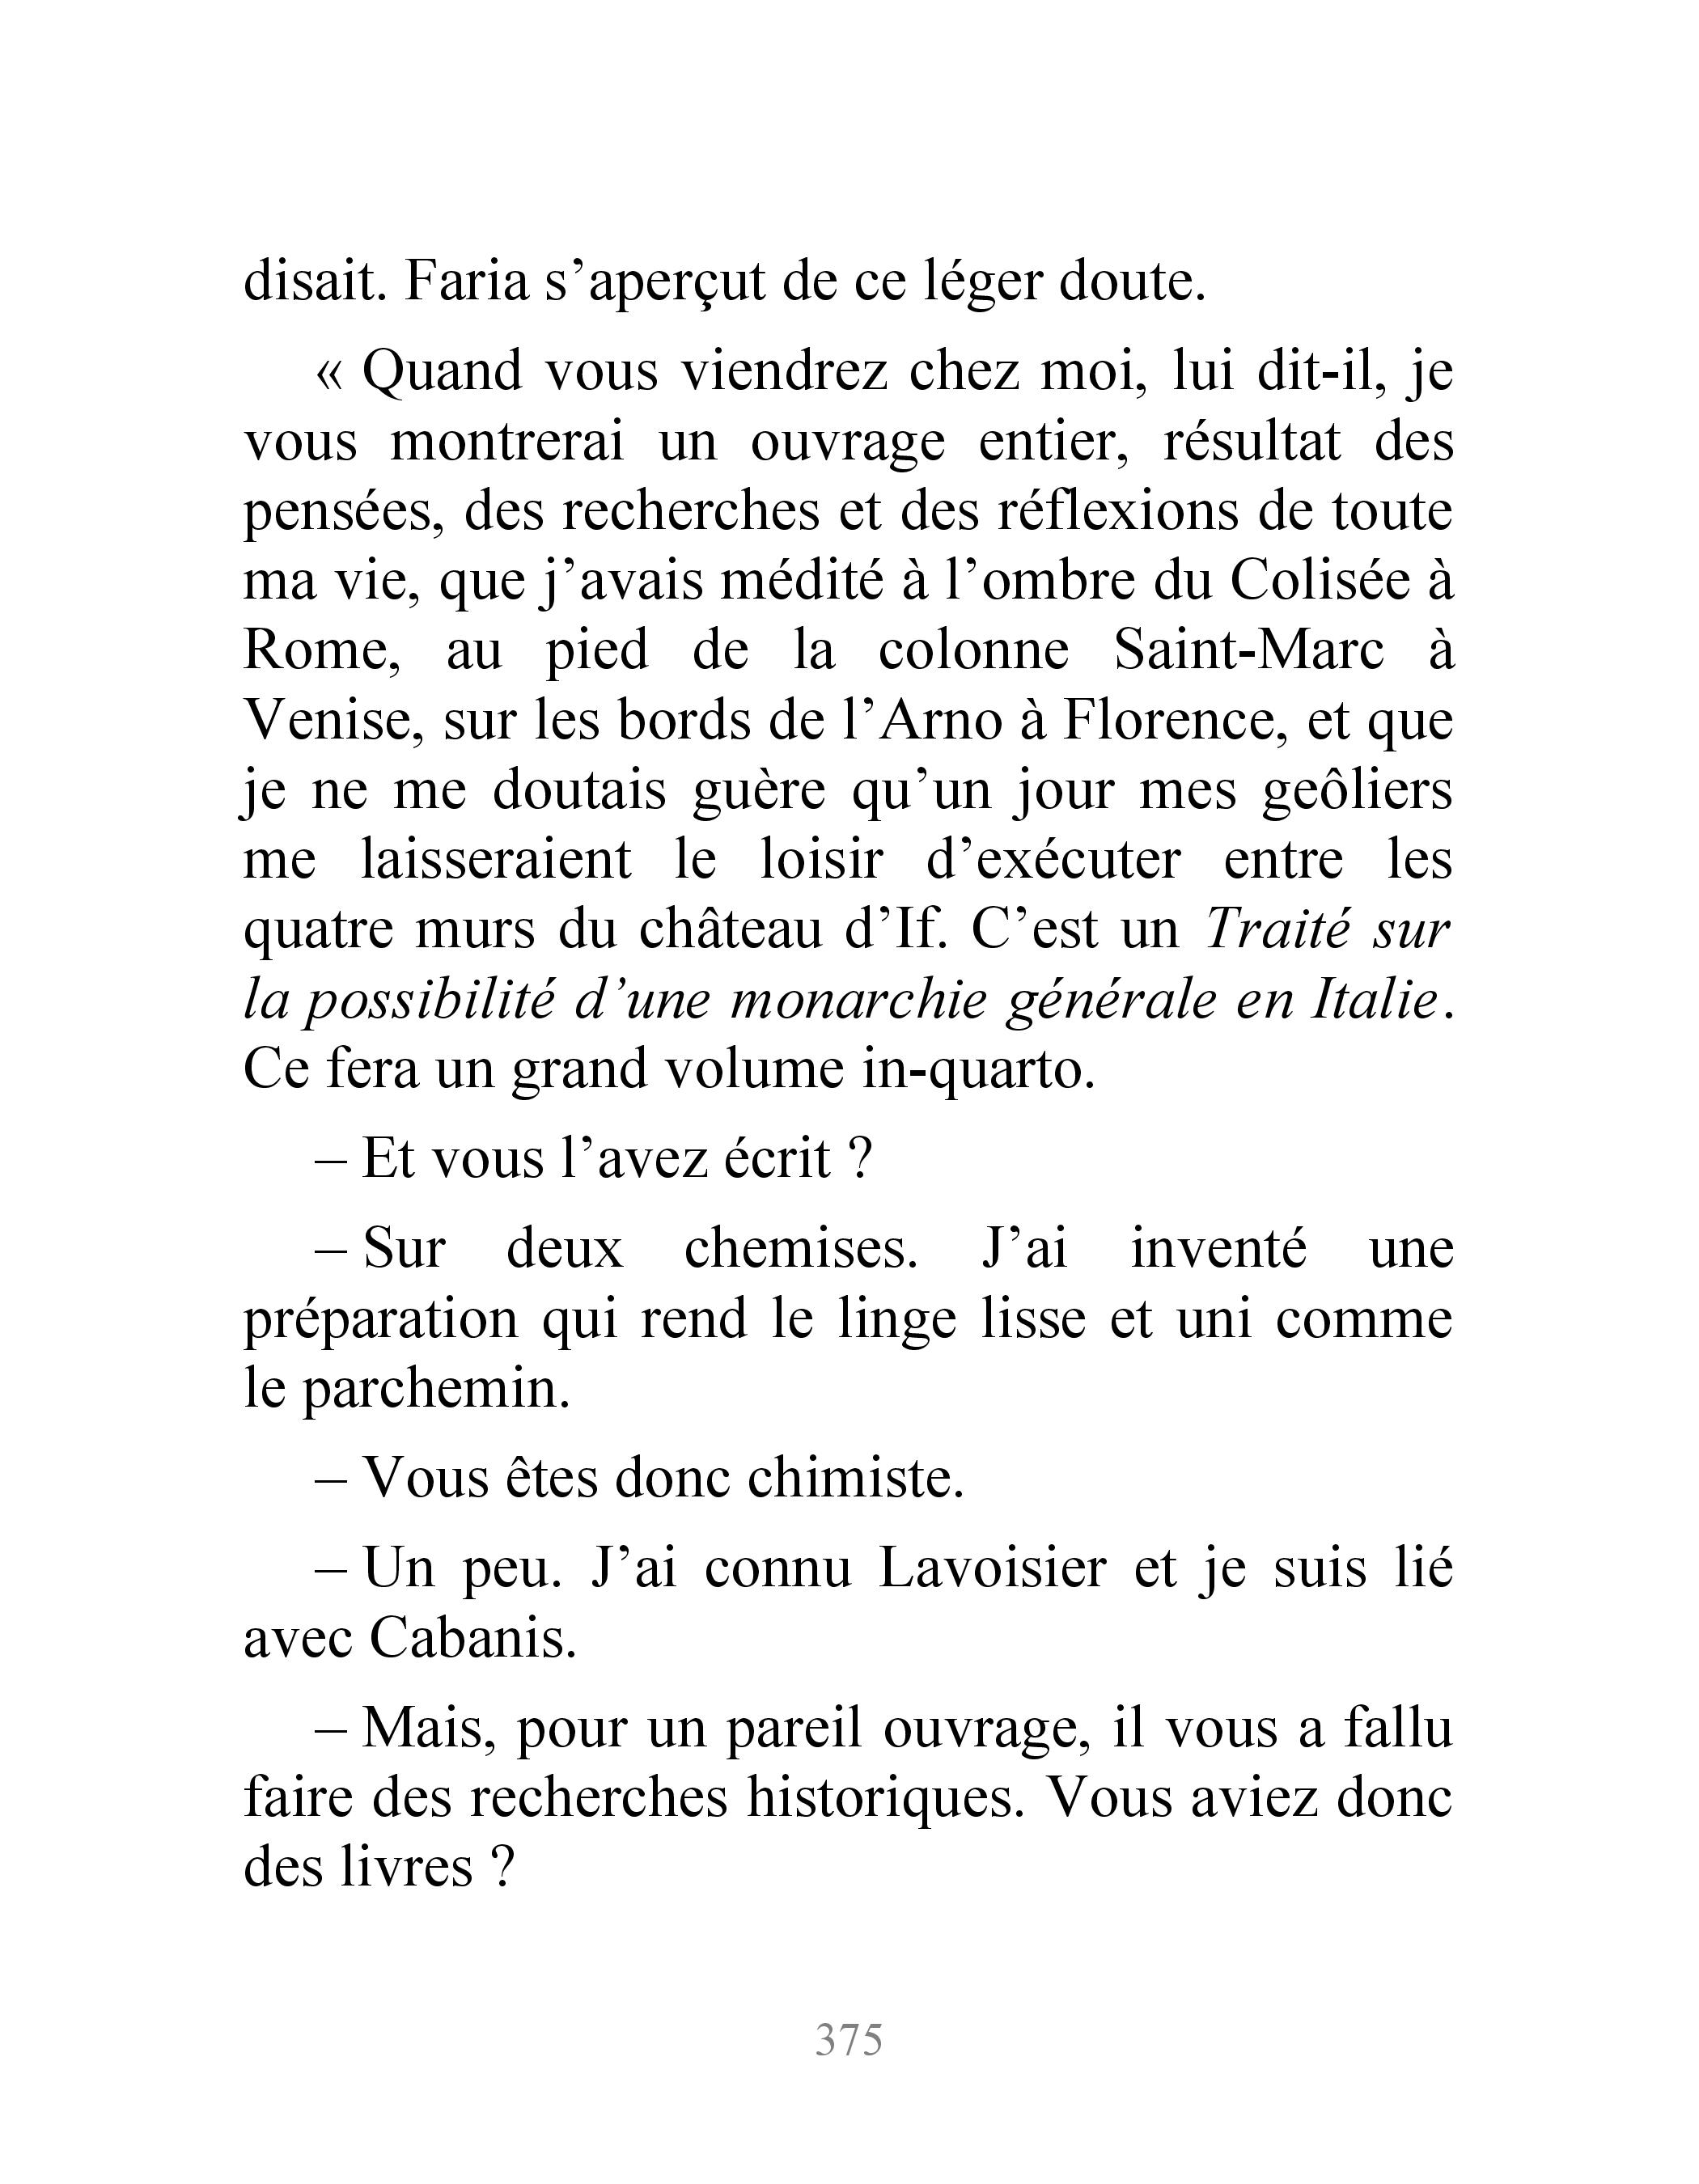 disait. Faria s’aperçut de ce léger doute.
« Quand vous viendrez chez moi, lui dit-il, je
vous montrerai un ouvrage entier, résultat des
pensées, des recherches et des réflexions de toute
ma vie, que j’avais médité à l’ombre du Colisée à
Rome, au pied de la colonne Saint-Marc à
Venise, sur les bords de l’Arno à Florence, et que
je ne me doutais guère qu’un jour mes geôliers
me laisseraient le loisir d’exécuter entre les
quatre murs du château d’If. C’est un Traité sur
la possibilité d’une monarchie générale en Italie.
Ce fera un grand volume in-quarto.
– Et vous l’avez écrit ?
– Sur deux chemises. J’ai inventé une
préparation qui rend le linge lisse et uni comme
le parchemin.
– Vous êtes donc chimiste.
– Un peu. J’ai connu Lavoisier et je suis lié
avec Cabanis.
– Mais, pour un pareil ouvrage, il vous a fallu
faire des recherches historiques. Vous aviez donc
des livres ?
375